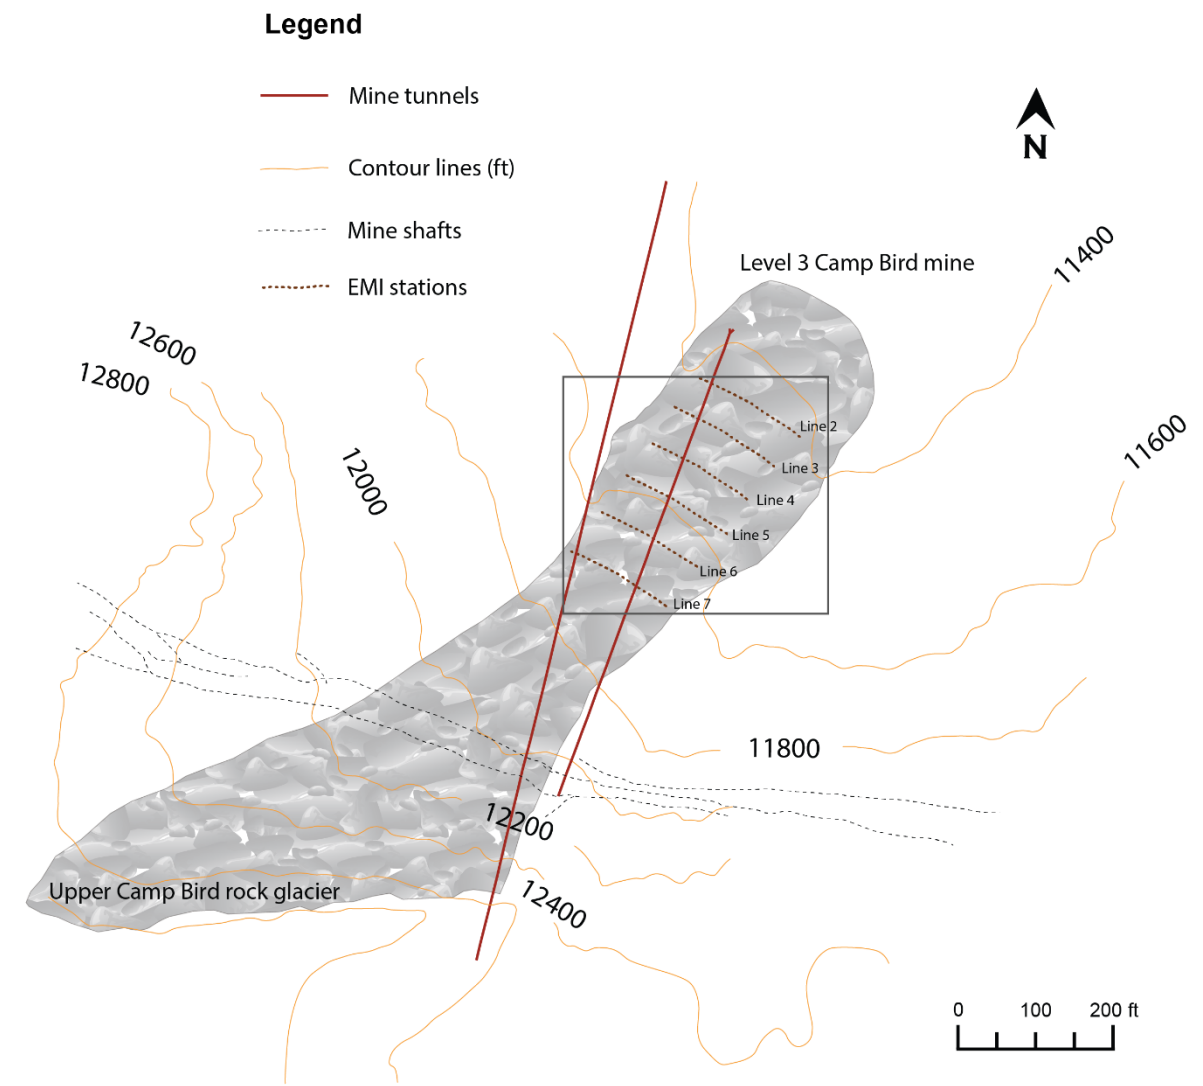 Legend
Mine tunnels
Contour lines (ft)
Mine shafts
EMI stations
N
Level 3 Camp Bird mine
11400
12600
12800
11600
12000
Line 2
Line 3
Line 4
Line 5
Line 6
Line 7
11800
12200
Upper Camp Bird rock glacier
12400
0 100 200 ft